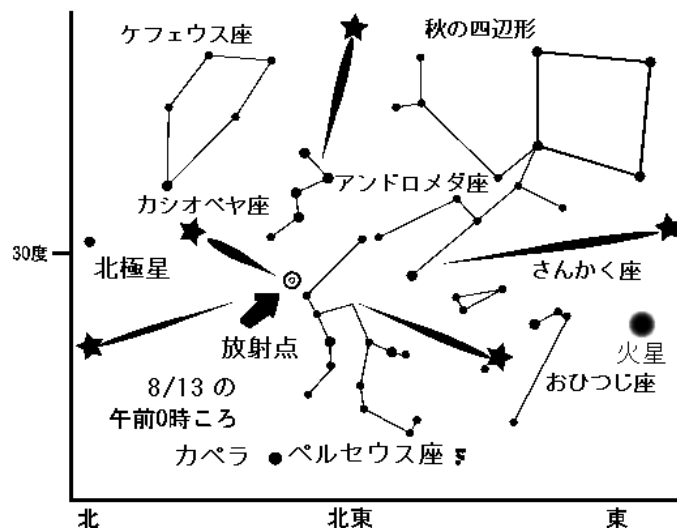 ケフェウス座
秋の四辺形
アンドロメダ座
カシオペヤ座
30度
北極星
さんかく座
放射点
火星
おひつじ座
8/13 の
午前0時ころ
カペラ
ペルセウス座
北
北東
東